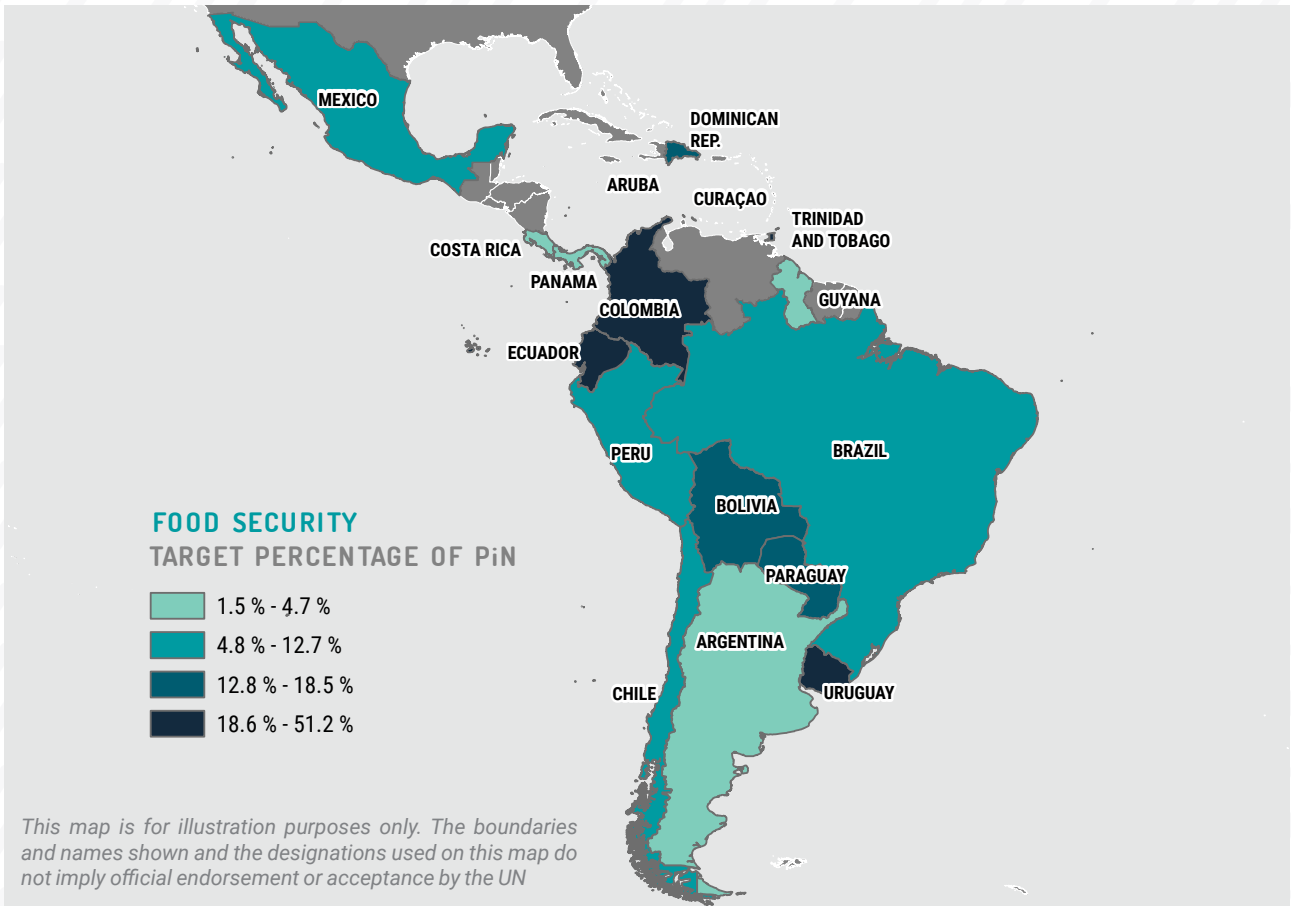 MEXICO
DOMINICAN
REP.
ARUBA
CURAÇAO
TRINIDAD
AND TOBAGO
COSTA RICA
PANAMA
GUYANA
COLOMBIA
ECUADOR
PERU
BRAZIL
BOLIVIA
PARAGUAY
ARGENTINA
CHILE
URUGUAY
FOOD SECURITY
TARGET PERCENTAGE OF PiN
1.5 % - 4.7 %
4.8 % - 12.7 %
12.8 % - 18.5 %
18.6 % - 51.2 %
This map is for illustration purposes only. The boundaries
and names shown and the designations used on this map do
not imply official endorsement or acceptance by the UN